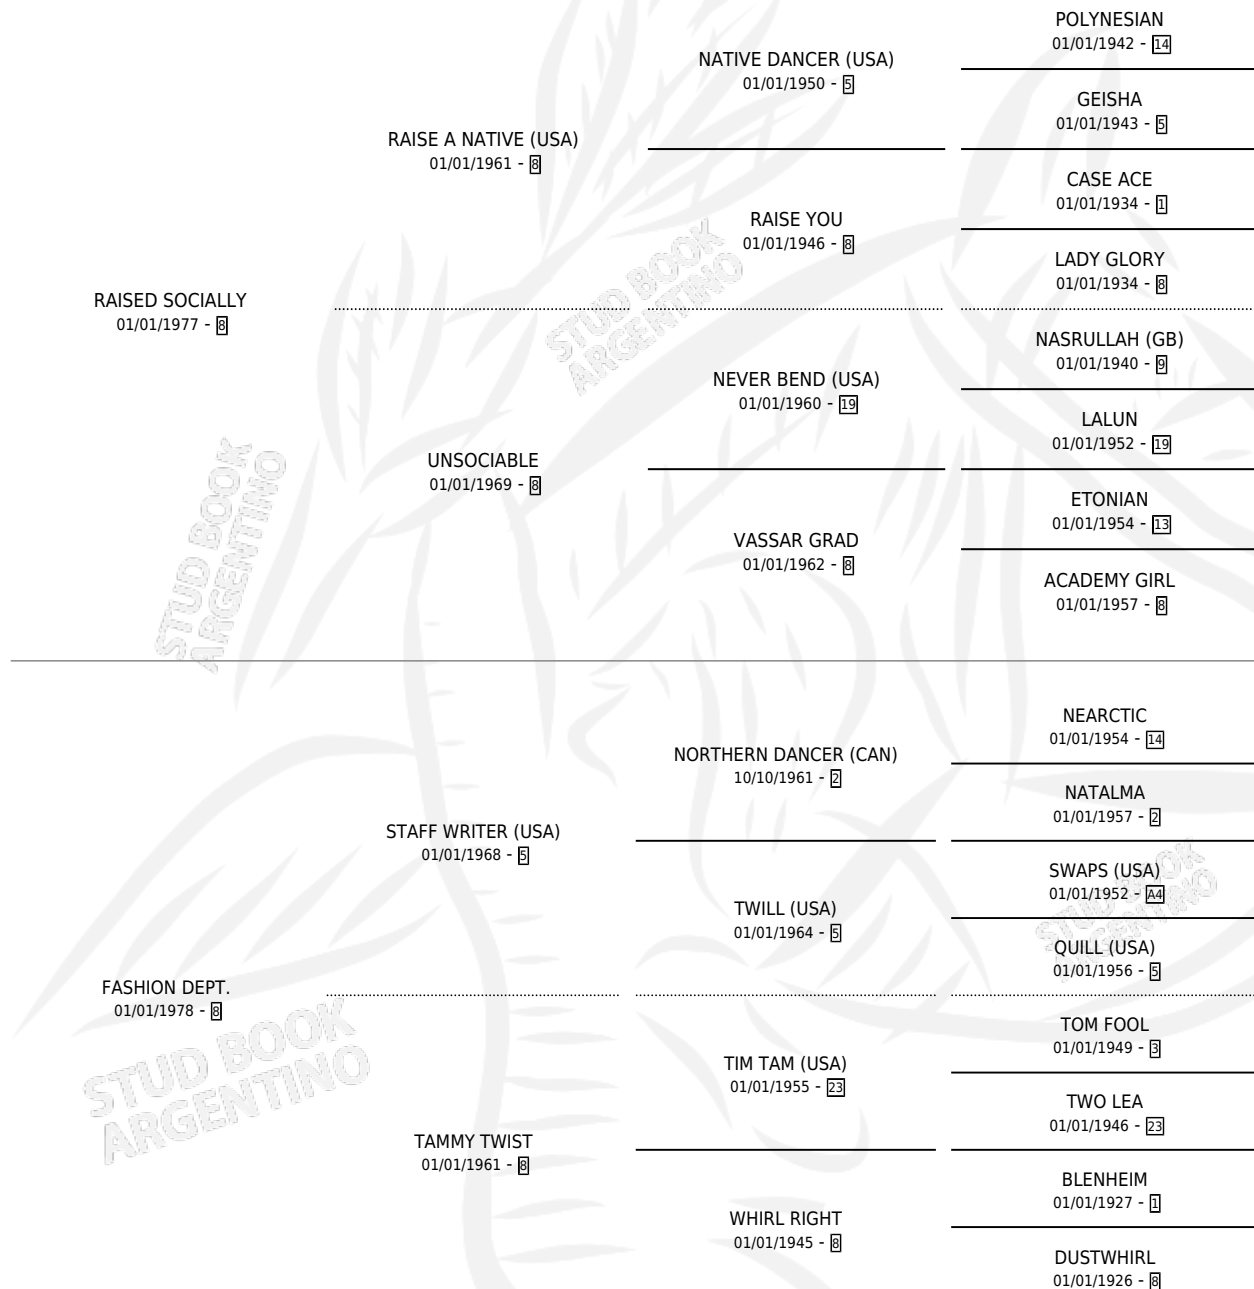 POLYNESIAN
01/01/1942 - 14
NATIVE DANCER (USA)
01/01/1950 - 5
GEISHA
01/01/1943 - 5
RAISE A NATIVE (USA)
01/01/1961 - 8
CASE ACE
01/01/1934 - 1
RAISE YOU
01/01/1946 - 8
LADY GLORY
01/01/1934 - 8
RAISED SOCIALLY
01/01/1977 - 8
STUD BOOK
ARGENTINO
NASRULLAH (GB)
01/01/1940 - 9
NEVER BEND (USA)
01/01/1960 - 19
LALUN
01/01/1952 - 19
UNSOCIABLE
01/01/1969 - 8
ETONIAN
01/01/1954 - 13
VASSAR GRAD
01/01/1962 - 8
ACADEMY GIRL
01/01/1957 - 8
STUD BOOK
ARGENTINO
NEARCTIC
01/01/1954 - 14
NORTHERN DANCER (CAN)
10/10/1961 - 2
NATALMA
01/01/1957 - 2
STAFF WRITER (USA)
01/01/1968 - 5
SWAPS (USA)
01/01/1952 - A4
TWILL (USA)
01/01/1964 - 5
QUILL (USA)
01/01/1956 - 5
STUD BOOK
ARGENTINO
FASHION DEPT.
01/01/1978 - 8
STUD BOOK
ARGENTINO
TOM FOOL
01/01/1949 - 3
TIM TAM (USA)
01/01/1955 - 23
TWO LEA
01/01/1946 - 23
TAMMY TWIST
01/01/1961 - 8
BLENHEIM
01/01/1927 - 1
WHIRL RIGHT
01/01/1945 - 8
DUSTWHIRL
01/01/1926 - 8